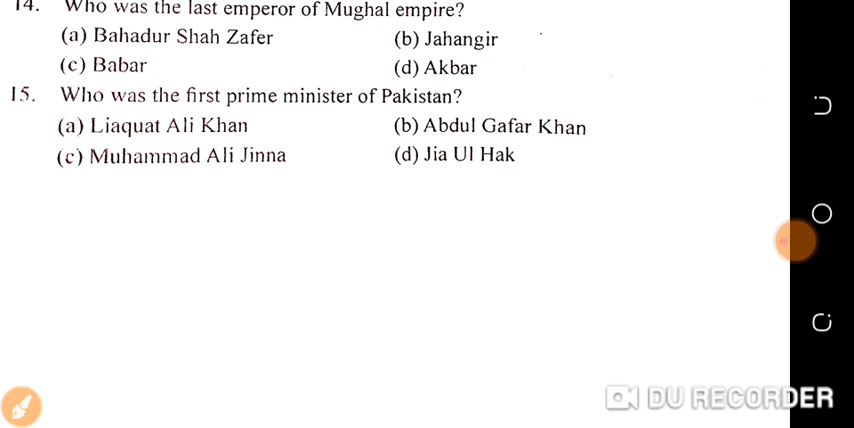 14. Who was the last emperor of Mughal empire?
(a) Bahadur Shah Zafer (b) Jahangir
(c) Babar (d) Akbar
15. Who was the first prime minister of Pakistan?
(a) Liaquat Ali Khan (b) Abdul Gafar Khan
(c) Muhammad Ali Jinna (d) Jia Ul Hak
DU RECORDER